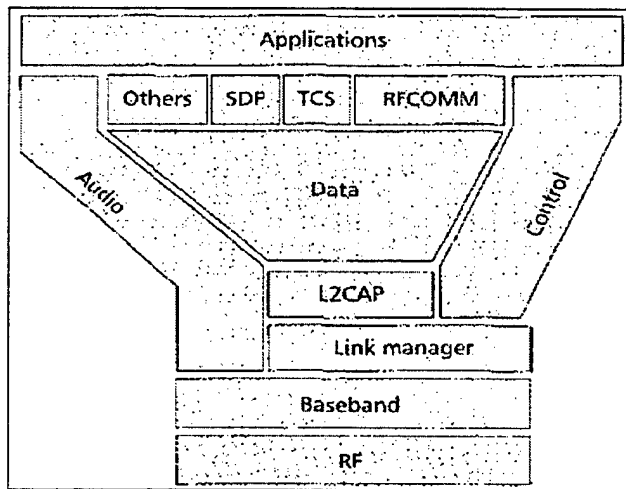 Applications
Others SDP TCS RFCOMM
Audio
Data
Control
L2CAP
Link manager
Baseband
RF